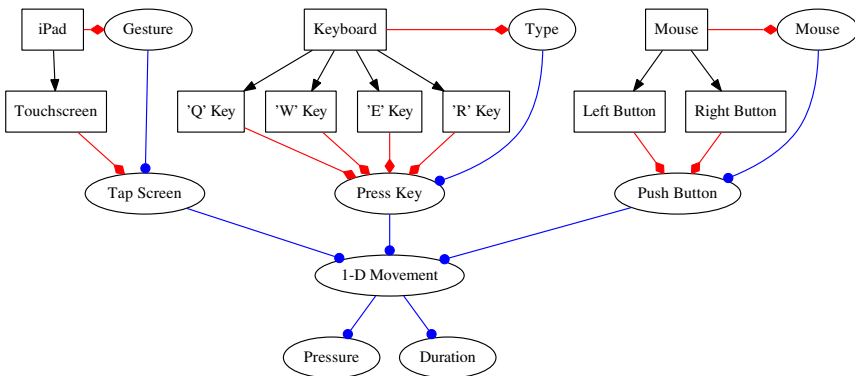 iPad
Gesture
Keyboard
Type
Mouse
Mouse
Touchscreen
’Q’ Key
’W’ Key
’E’ Key
’R’ Key
Left Button
Right Button
Tap Screen
Press Key
Push Button
1-D Movement
Pressure
Duration